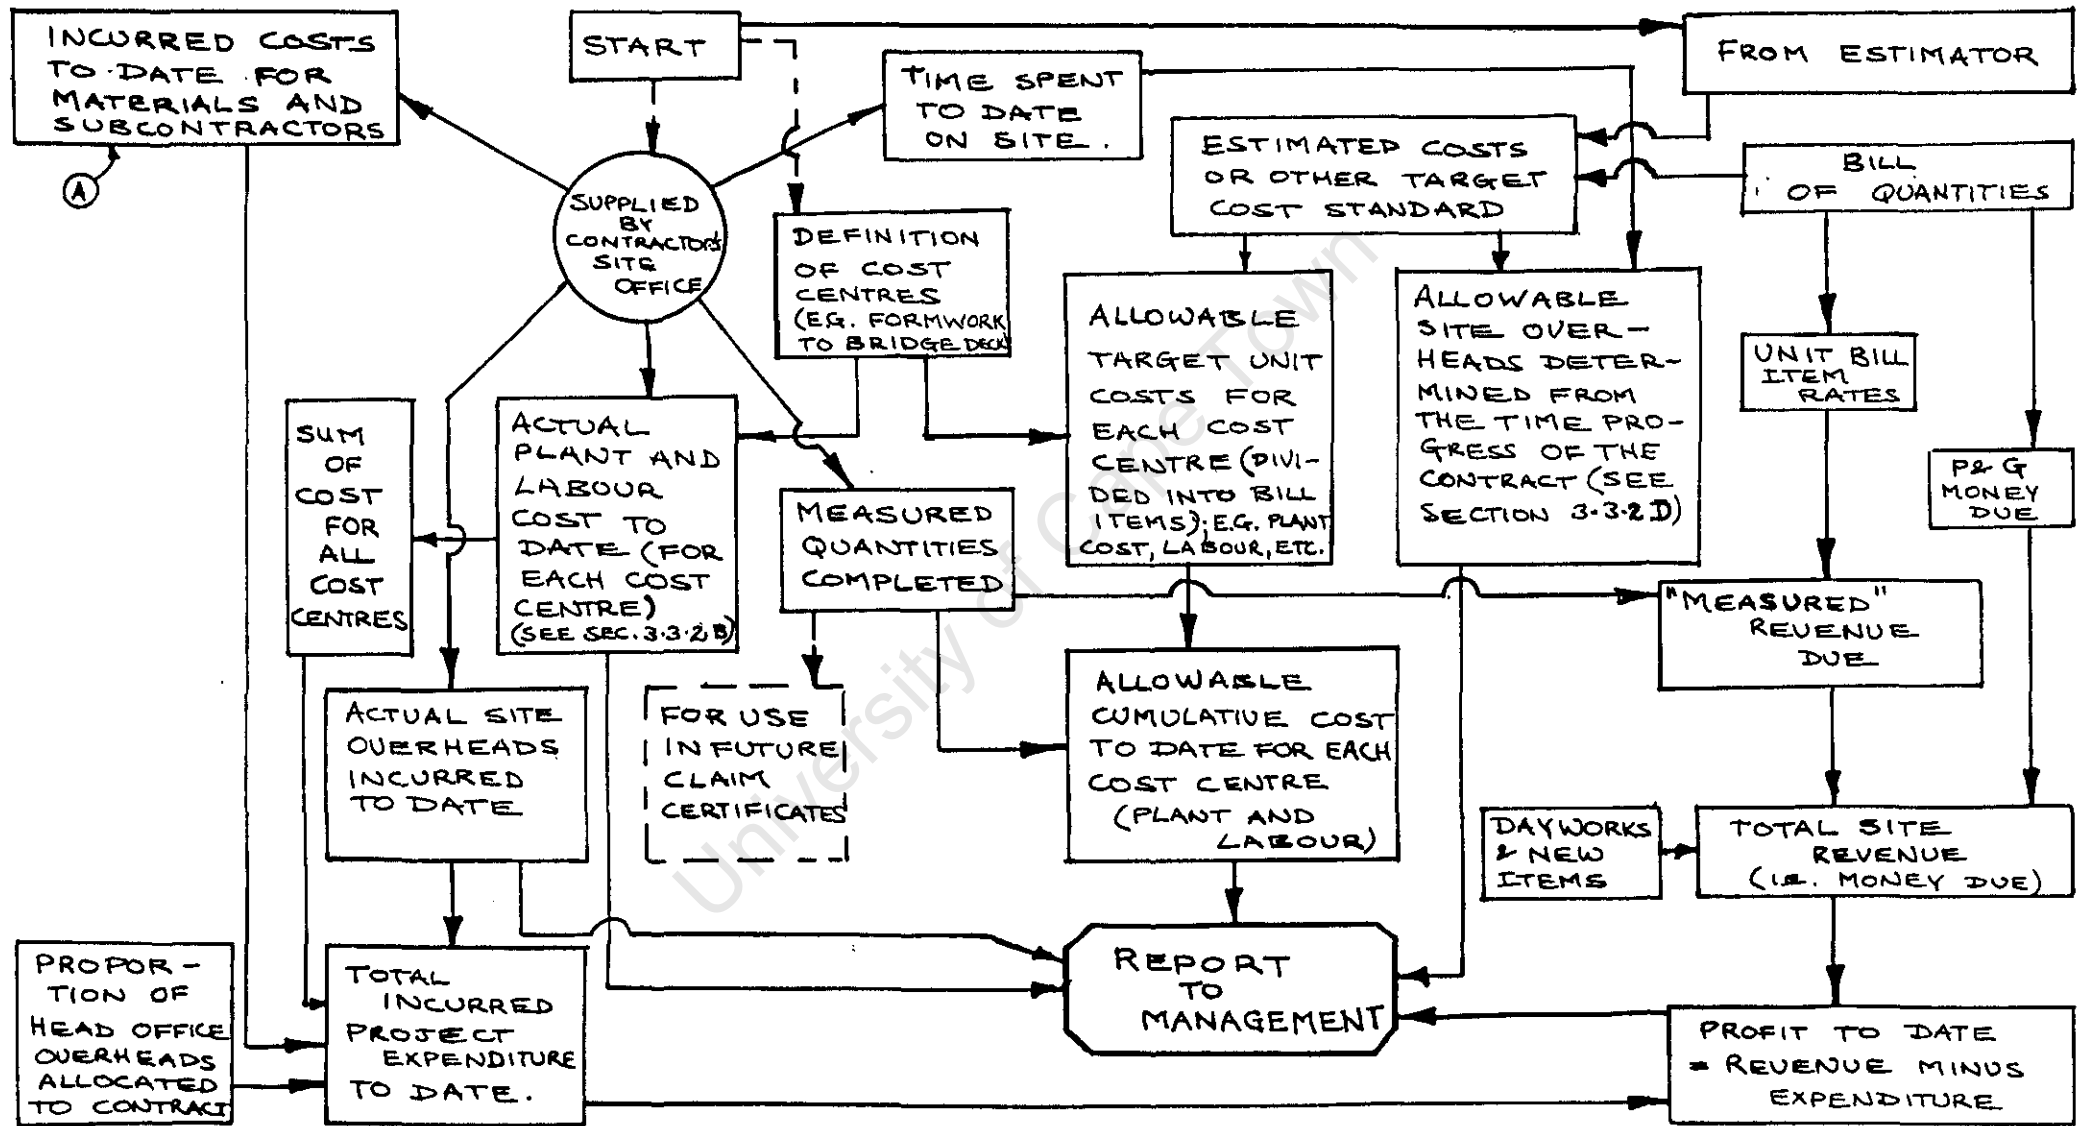 INCURRED COSTS
TO DATE FOR
MATERIALS AND
SUBCONTRACTORS
A
START
SUPPLIED
BY
CONTRACTOR'S
SITE
OFFICE
TIME SPENT
TO DATE
ON SITE.
FROM ESTIMATOR
ESTIMATED COSTS
OR OTHER TARGET
COST STANDARD
BILL
OF QUANTITIES
DEFINITION
OF COST
CENTRES
(E.G. FORMWORK
TO BRIDGE DECK)
ALLOWABLE
TARGET UNIT
COSTS FOR
EACH COST
CENTRE (DIVI-
DED INTO BILL
ITEMS); E.G. PLANT
COST, LABOUR, ETC.
ALLOWABLE
SITE OVER-
HEADS DETER-
MINED FROM
THE TIME PRO-
GRESS OF THE
CONTRACT (SEE
SECTION 3.3.2 D)
UNIT BILL
ITEM
RATES
P & G
MONEY
DUE
SUM
OF
COST
FOR
ALL
COST
CENTRES
ACTUAL
PLANT AND
LABOUR
COST TO
DATE (FOR
EACH COST
CENTRE)
(SEE SEC. 3.3.2 B)
MEASURED
QUANTITIES
COMPLETED
"MEASURED"
REVENUE
DUE
ACTUAL SITE
OVERHEADS
INCURRED
TO DATE
FOR USE
IN FUTURE
CLAIM
CERTIFICATES
ALLOWABLE
CUMULATIVE COST
TO DATE FOR EACH
COST CENTRE
(PLANT AND
LABOUR)
DAYWORKS
& NEW
ITEMS
TOTAL SITE
REVENUE
(I.E. MONEY DUE)
PROPOR-
TION OF
HEAD OFFICE
OVERHEADS
ALLOCATED
TO CONTRACT
TOTAL
INCURRED
PROJECT
EXPENDITURE
TO DATE.
REPORT
TO
MANAGEMENT
PROFIT TO DATE
= REVENUE MINUS
EXPENDITURE
University of Cape Town